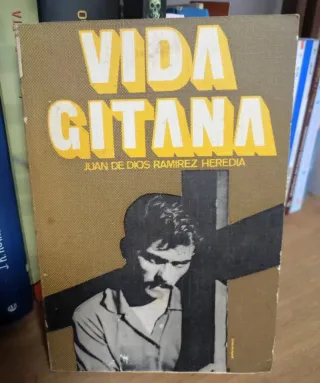 VIDA
GITANA
JUAN DE DIOS RAMIREZ HEREDIA